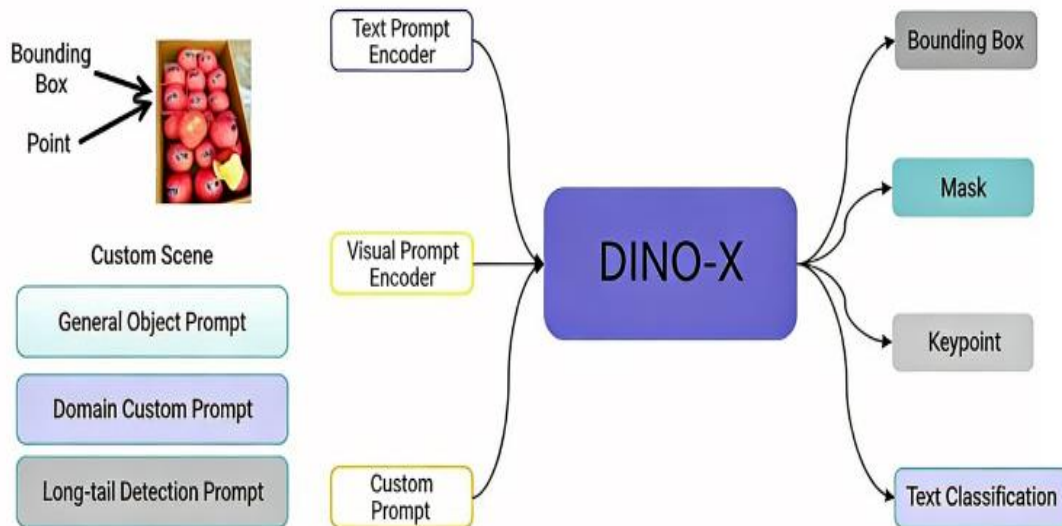 Bounding
Box
Point
Custom Scene
General Object Prompt
Domain Custom Prompt
Long-tail Detection Prompt
Text Prompt
Encoder
Visual Prompt
Encoder
Custom
Prompt
DINO-X
Bounding Box
Mask
Keypoint
Text Classification